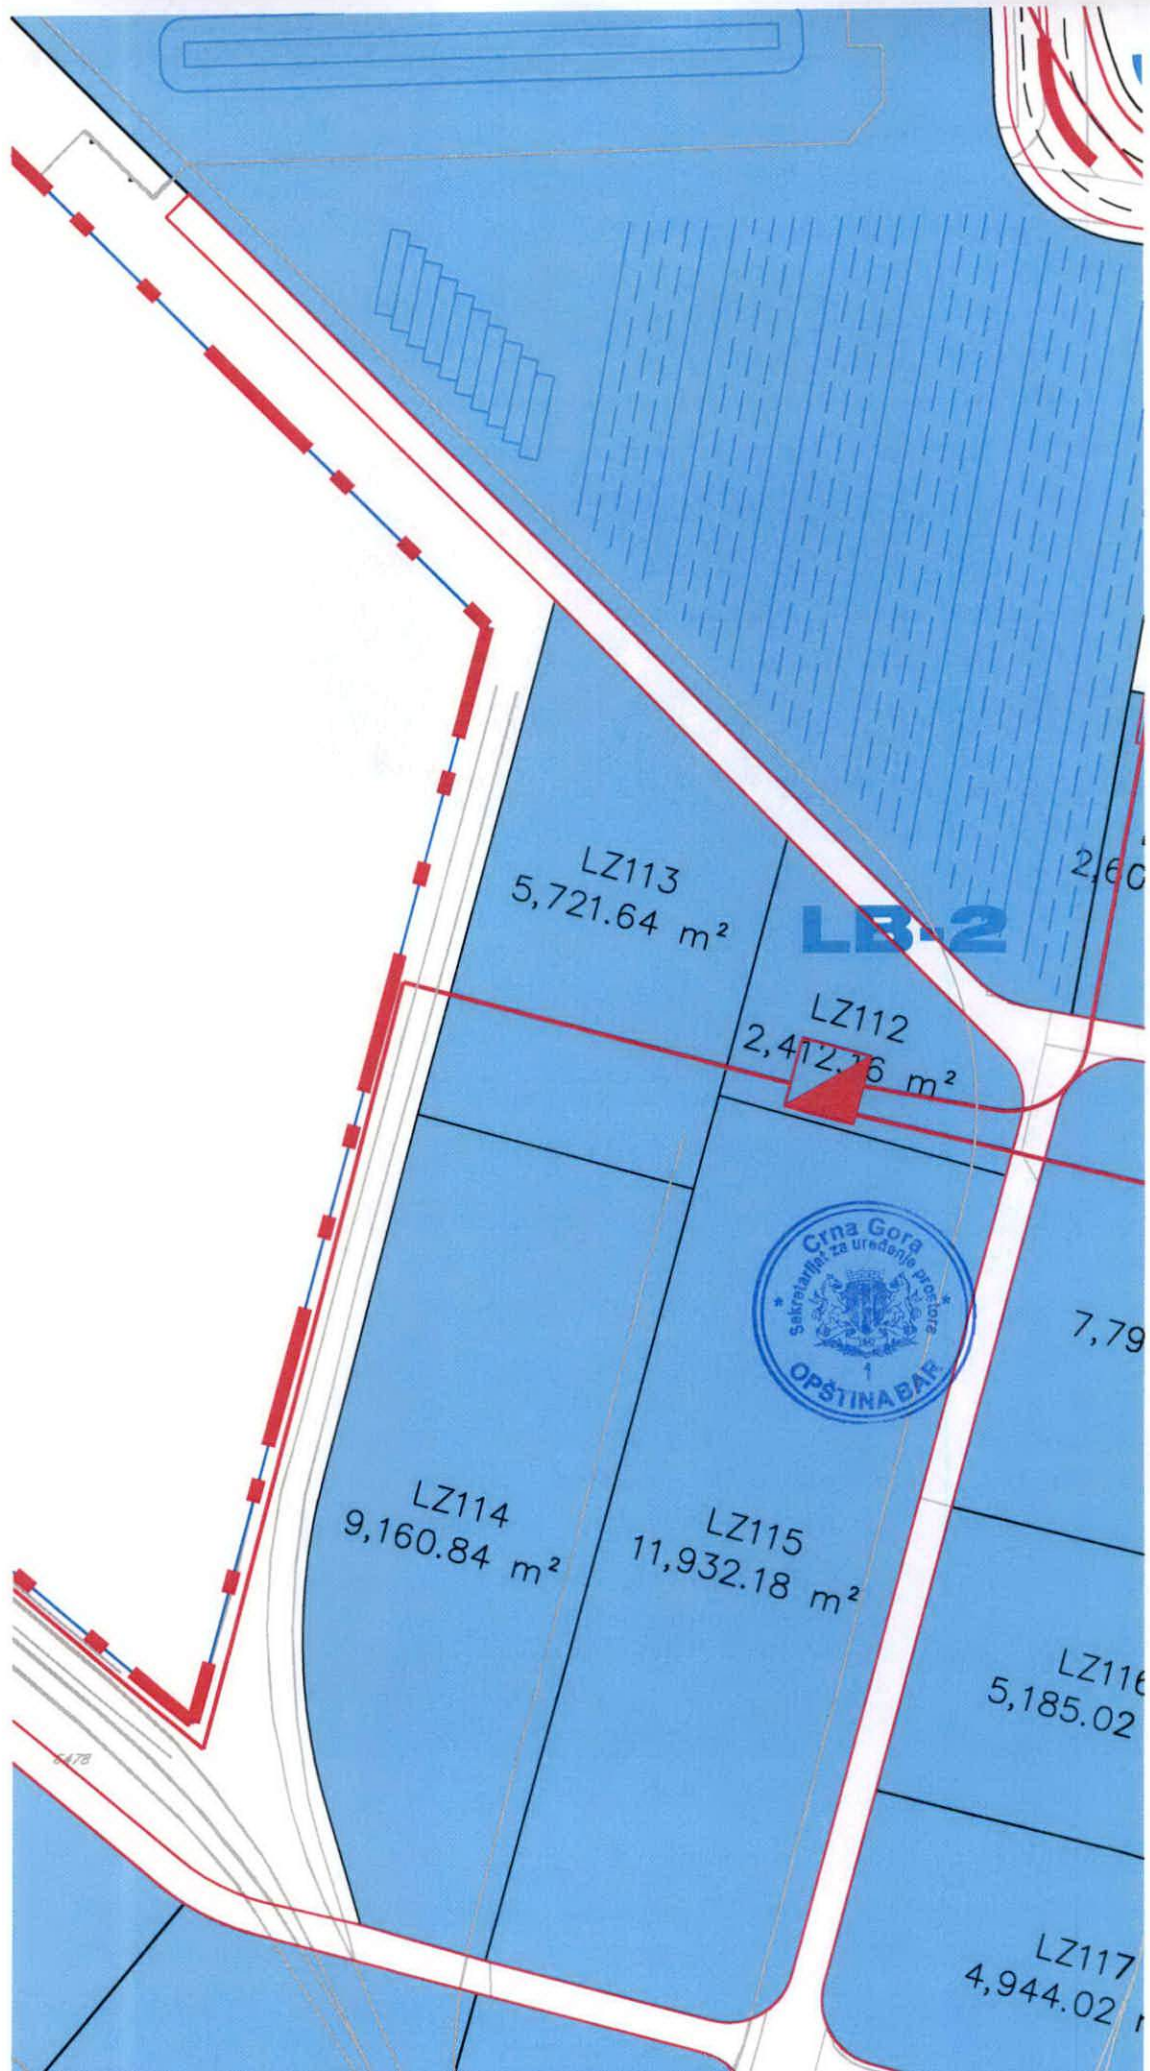 2,60
LZ113
5,721.64 m²
LB-2
LZ112
m²
Crna Gora
Sekretarijat za uređenje prostora
1
OPŠTINA BAR
7,79
LZ114
9,160.84 m²
LZ115
11,932.18 m²
LZ116
5,185.02
6478
LZ117
4,944.02